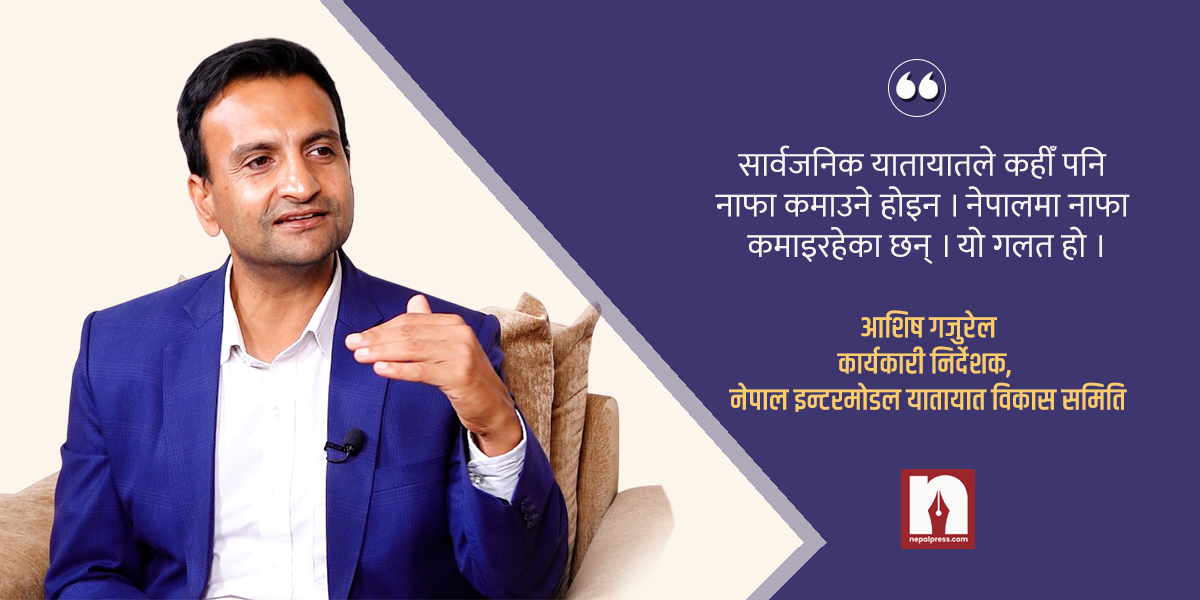 सार्वजनिक यातायातले कहीँ पनि
नाफा कमाउने होइन । नेपालमा नाफा
कमाइरहेका छन् । यो गलत हो ।
आशिष गजुरेल
कार्यकारी निर्देशक,
नेपाल इन्टरमोडल यातायात विकास समिति
n
nepalpress.com